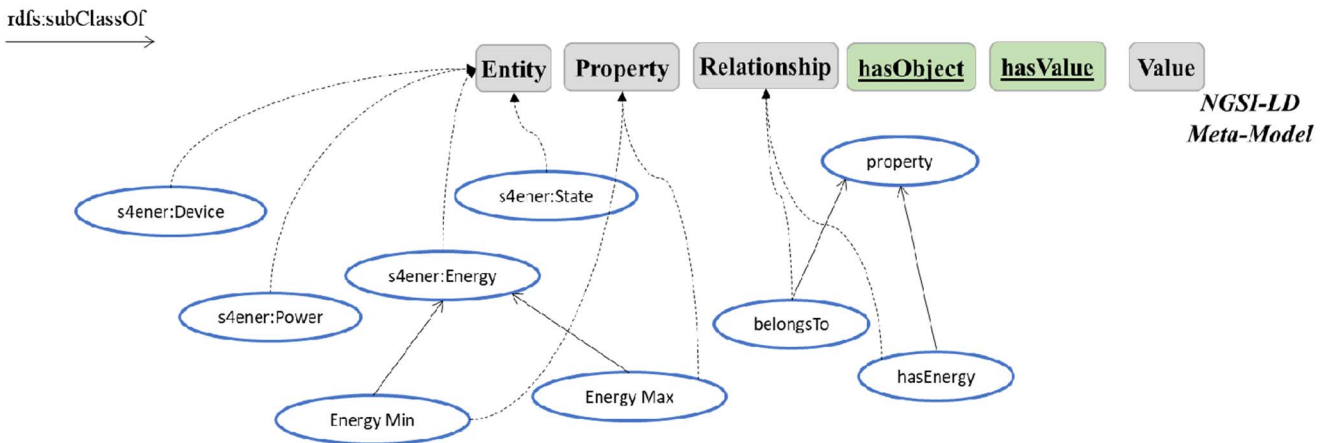 rdfs:subClassOf
Entity
Property
Relationship
hasObject
hasValue
Value
NGSI-LD
Meta-Model
property
s4ener:Device
s4ener:State
s4ener:Energy
s4ener:Power
belongsTo
hasEnergy
Energy Min
Energy Max